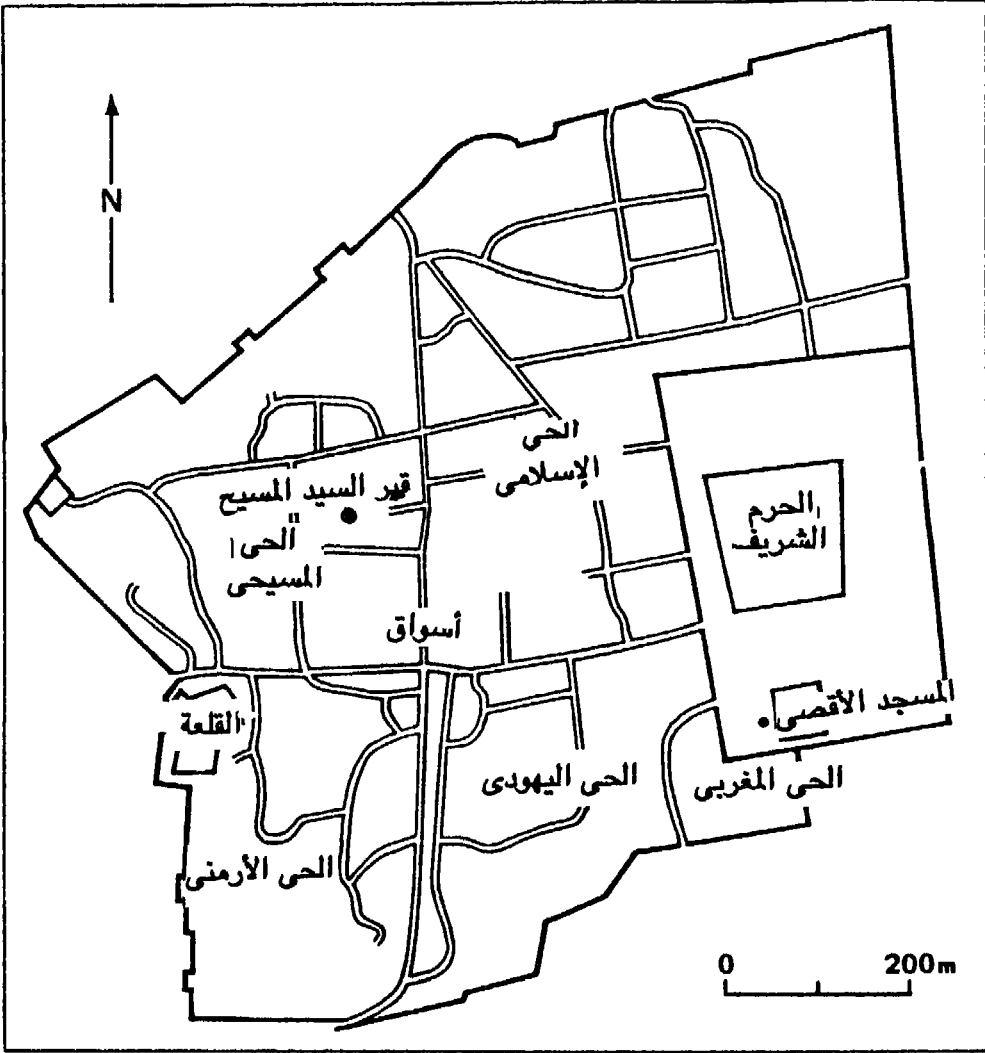 N
الحى
الإسلامى
قبر السيد المسيح
الحى
المسيحى
الحرم
الشريف
أسواق
القلعة
المسجد الأقصى
الحى اليهودى
الحى المغربى
الحى الأرمنى
0 200m